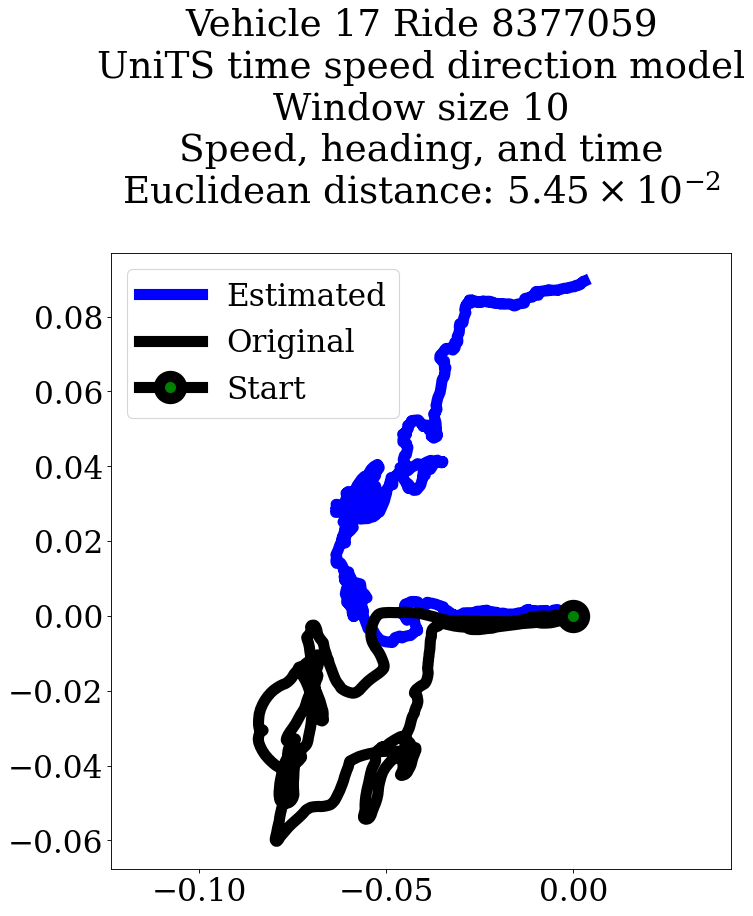 Vehicle 17 Ride 8377059
UniTS time speed direction model
Window size 10
Speed, heading, and time
Euclidean distance: 5.45 × 10⁻²
Estimated
Original
Start
0.08
0.06
0.04
0.02
0.00
−0.02
−0.04
−0.06
−0.10
−0.05
0.00